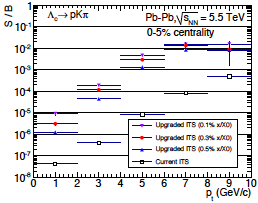 S / B
Λc→ pKπ
Pb-Pb, √sNN = 5.5 TeV
0-5% centrality
10
1
10⁻¹
10⁻²
10⁻³
10⁻⁴
10⁻⁵
10⁻⁶
10⁻⁷
10⁻⁸
Upgraded ITS (0.1% x/X0)
Upgraded ITS (0.3% x/X0)
Upgraded ITS (0.5% x/X0)
Current ITS
0 1 2 3 4 5 6 7 8 9 10
pt (GeV/c)